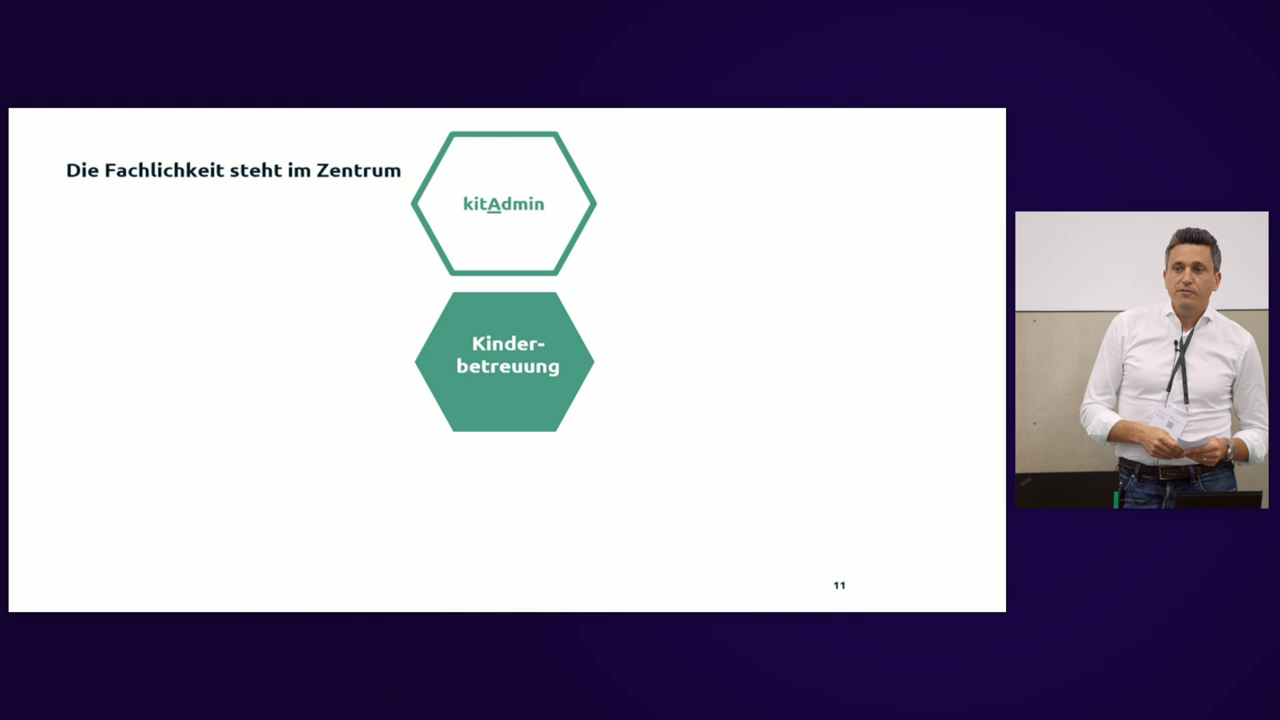 Die Fachlichkeit steht im Zentrum
kitAdmin
Kinder-
betreuung
11